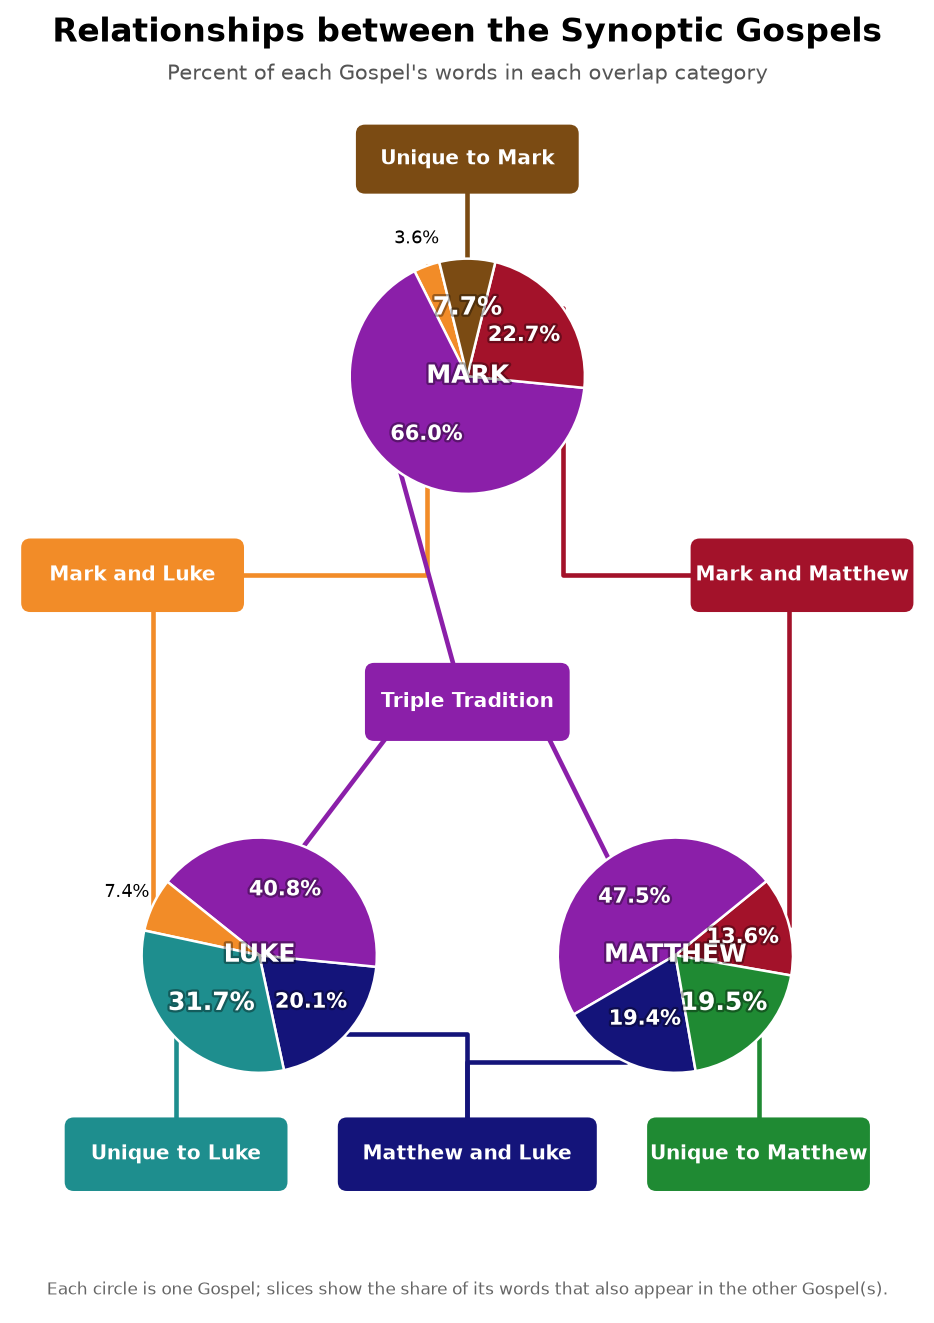 Relationships between the Synoptic Gospels
Percent of each Gospel's words in each overlap category
Unique to Mark
3.6%
7.7%
22.7%
MARK
66.0%
Mark and Luke
Mark and Matthew
Triple Tradition
7.4%
40.8%
LUKE
31.7%
20.1%
47.5%
13.6%
MATTHEW
19.4%
19.5%
Unique to Luke
Matthew and Luke
Unique to Matthew
Each circle is one Gospel; slices show the share of its words that also appear in the other Gospel(s).